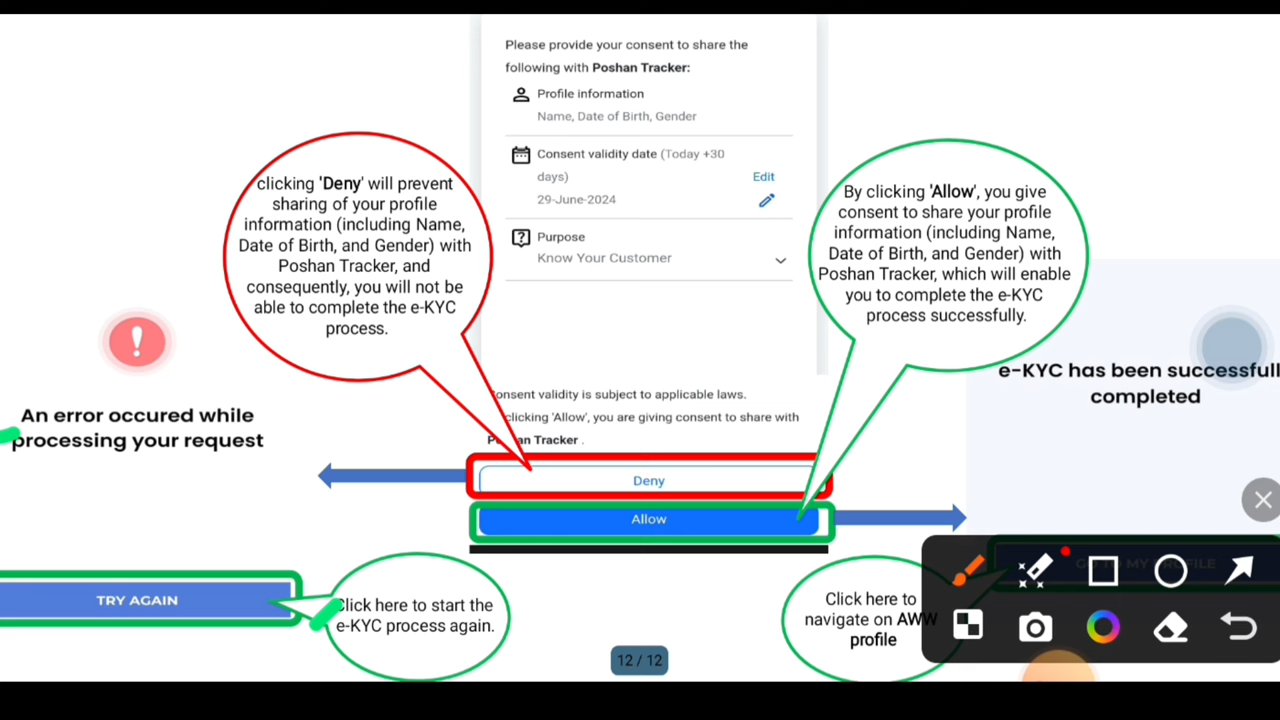 Please provide your consent to share the
following with Poshan Tracker:
Profile information
Name, Date of Birth, Gender
Consent validity date (Today +30
days)
Edit
29-June-2024
Purpose
Know Your Customer
clicking 'Deny' will prevent
sharing of your profile
information (including Name,
Date of Birth, and Gender) with
Poshan Tracker, and
consequently, you will not be
able to complete the e-KYC
process.
By clicking 'Allow', you give
consent to share your profile
information (including Name,
Date of Birth, and Gender) with
Poshan Tracker, which will enable
you to complete the e-KYC
process successfully.
An error occured while
processing your request
e-KYC has been successfull
completed
onsent validity is subject to applicable laws.
clicking 'Allow', you are giving consent to share with
an Tracker .
Deny
Allow
TRY AGAIN
Click here to start the
e-KYC process again.
Click here to
navigate on AWW
profile
GO TO MY PROFILE
12 / 12